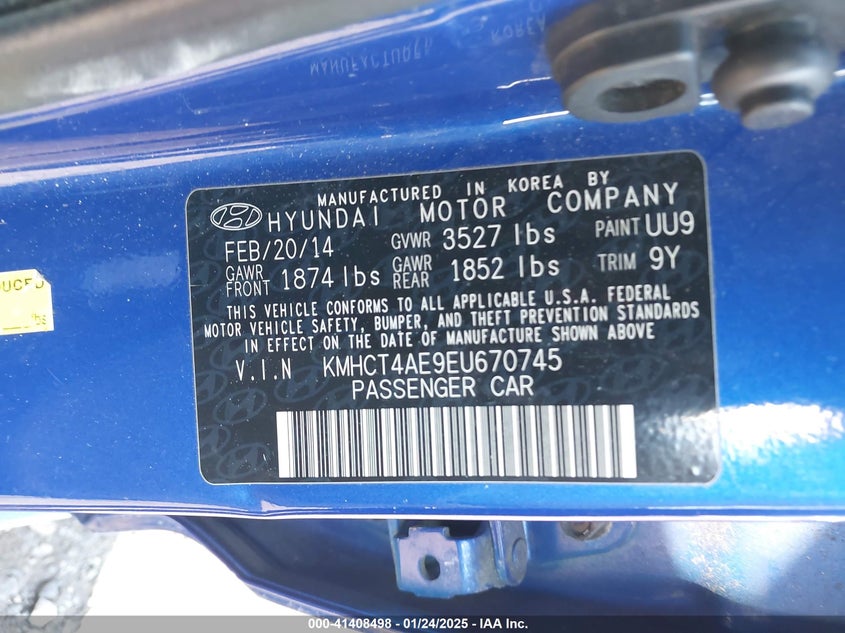 MANUFACTURED IN KOREA BY
HYUNDAI MOTOR COMPANY
FEB/20/14 GVWR 3527 lbs PAINT UU9
GAWR FRONT 1874 lbs GAWR REAR 1852 lbs TRIM 9Y
THIS VEHICLE CONFORMS TO ALL APPLICABLE U.S.A. FEDERAL
MOTOR VEHICLE SAFETY, BUMPER, AND THEFT PREVENTION STANDARDS
IN EFFECT ON THE DATE OF MANUFACTURE SHOWN ABOVE
V.I.N KMHCT4AE9EU670745
PASSENGER CAR
lbs
000-41408498 - 01/24/2025 - IAA Inc.